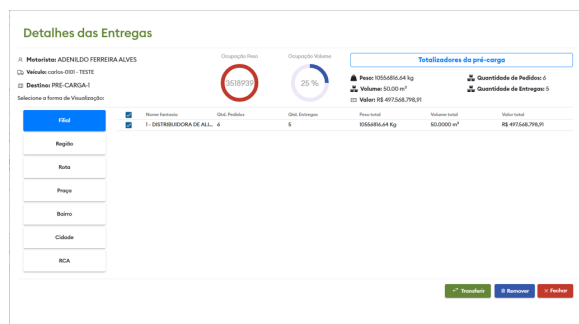 Detalhes das Entregas
Motorista: ADENILDO FERREIRA ALVES
Veículo: carlos-0101 - TESTE
Destino: PRE-CARGA-1
Selecione a forma de Visualização:
Ocupação Peso
3518939
Ocupação Volume
25 %
Totalizadores da pré-carga
Peso: 10556816.64 kg
Volume: 50.00 m³
Valor: R$ 497.568.798,91
Quantidade de Pedidos: 6
Quantidade de Entregas: 5
Filial
Região
Rota
Praça
Bairro
Cidade
RCA
Nome fantasia Qtd. Pedidos Qtd. Entregas Peso total Volume total Valor total
1 - DISTRIBUIDORA DE ALI... 6 5 10556816.64 Kg 50.0000 m³ R$ 497.568.798,91
Transferir Remover Fechar